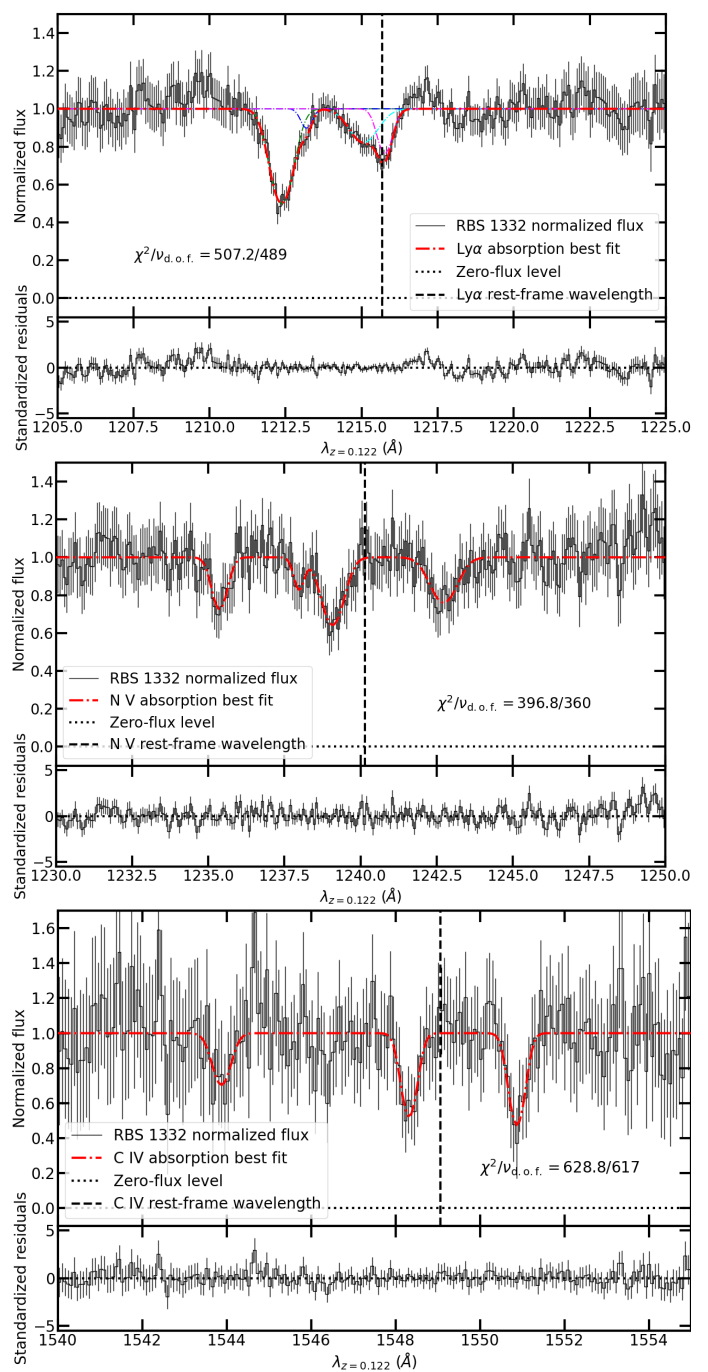 1.4
1.2
1.0
0.8
0.6
0.4
0.2
0.0
Normalized flux
χ²/ν_d.o.f. = 507.2/489
RBS 1332 normalized flux
Lyα absorption best fit
Zero-flux level
Lyα rest-frame wavelength
5
0
−5
Standardized residuals
1205.0 1207.5 1210.0 1212.5 1215.0 1217.5 1220.0 1222.5 1225.0
λ_z=0.122 (Å)
1.4
1.2
1.0
0.8
0.6
0.4
0.2
0.0
Normalized flux
RBS 1332 normalized flux
N V absorption best fit
Zero-flux level
N V rest-frame wavelength
χ²/ν_d.o.f. = 396.8/360
5
0
−5
Standardized residuals
1230.0 1232.5 1235.0 1237.5 1240.0 1242.5 1245.0 1247.5 1250.0
λ_z=0.122 (Å)
1.6
1.4
1.2
1.0
0.8
0.6
0.4
0.2
0.0
Normalized flux
RBS 1332 normalized flux
C IV absorption best fit
Zero-flux level
C IV rest-frame wavelength
χ²/ν_d.o.f. = 628.8/617
5
0
−5
Standardized residuals
1540 1542 1544 1546 1548 1550 1552 1554
λ_z=0.122 (Å)